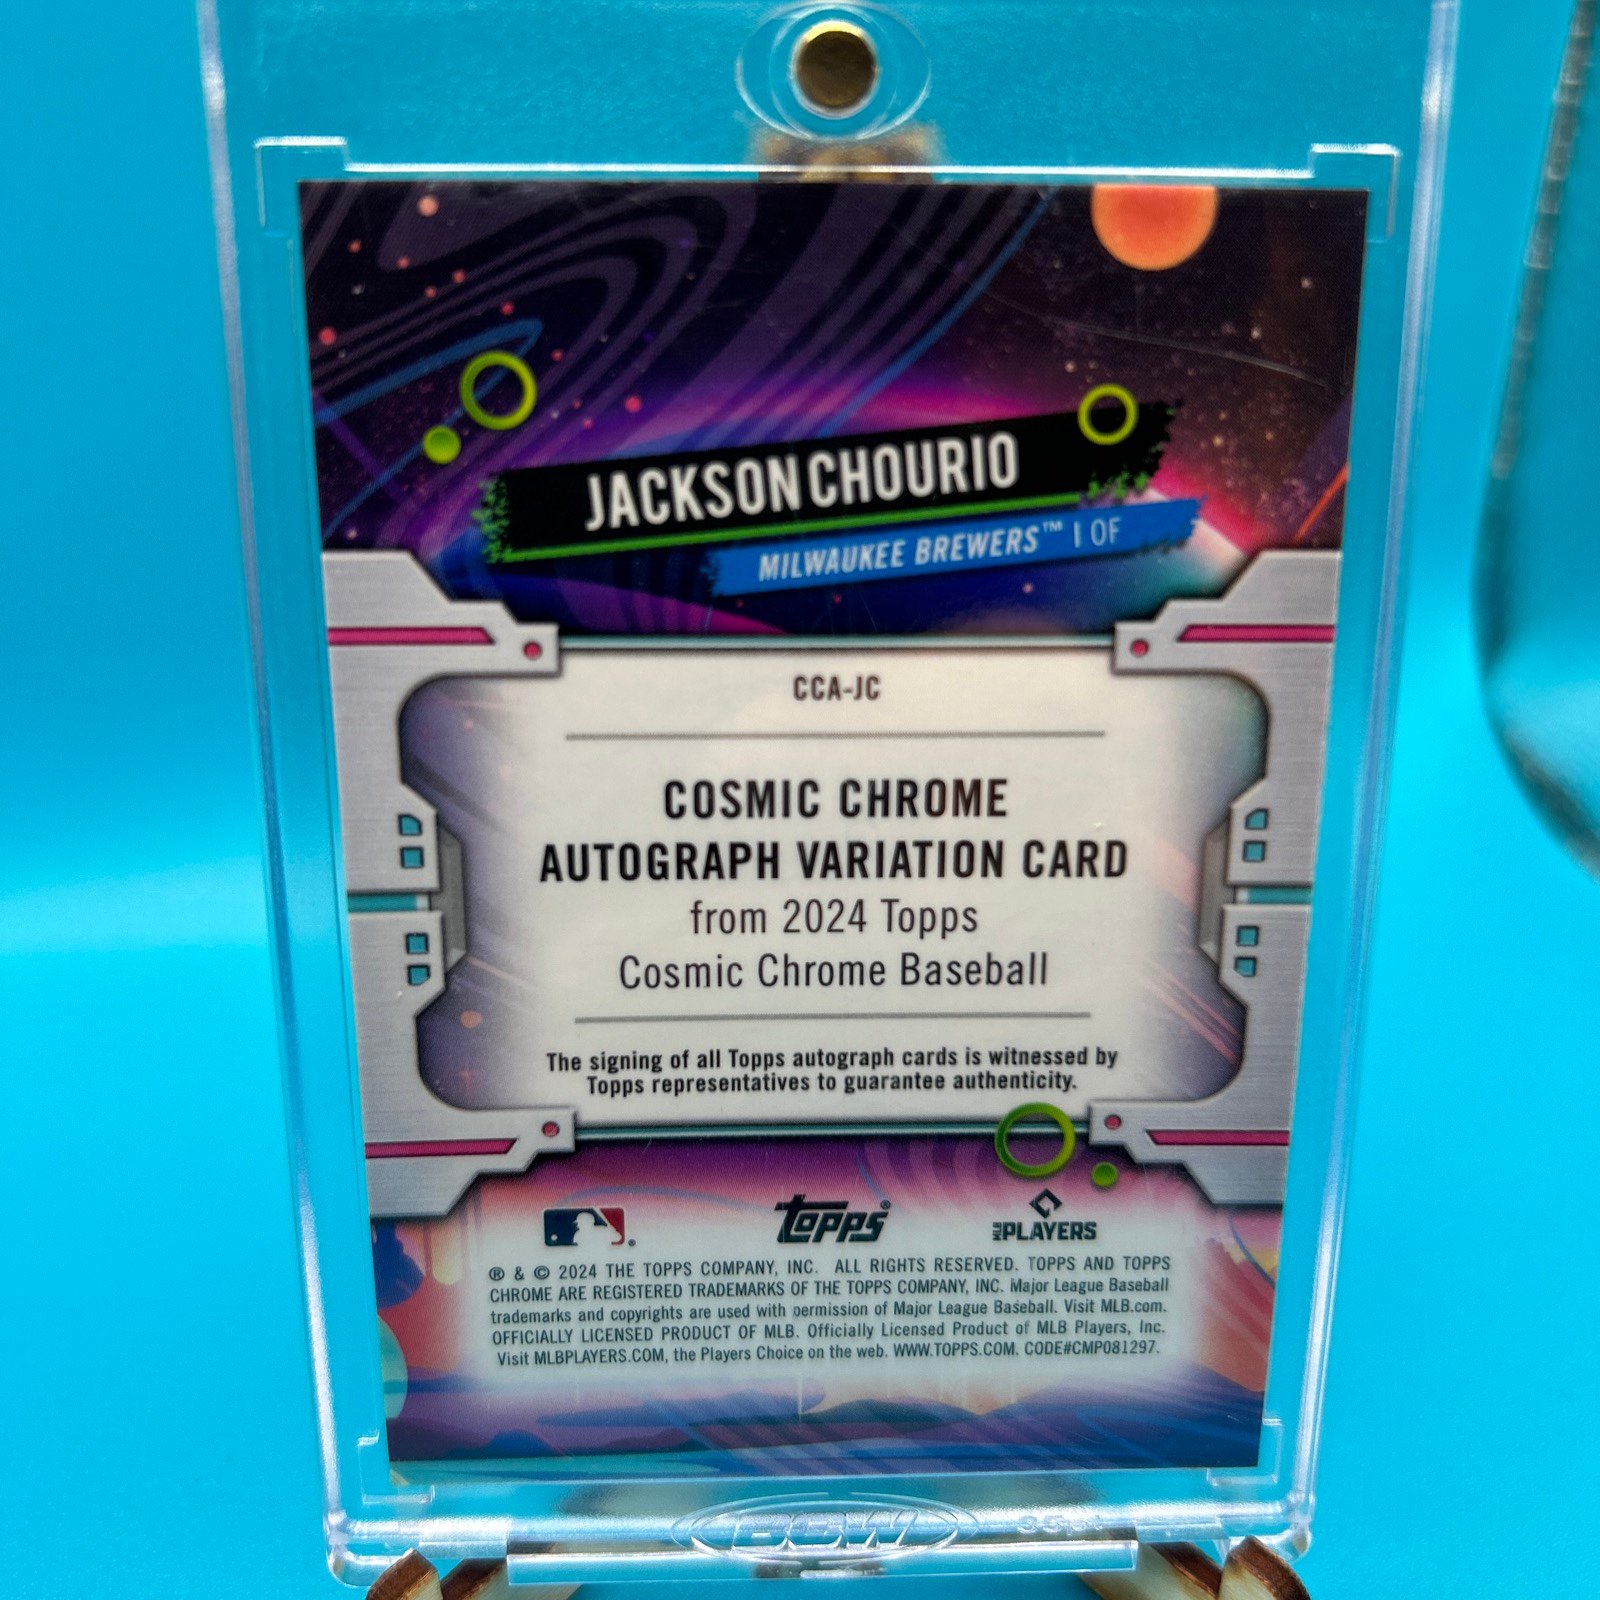 JACKSON CHOURIO
MILWAUKEE BREWERS™ | OF
CCA-JC
COSMIC CHROME
AUTOGRAPH VARIATION CARD
from 2024 Topps
Cosmic Chrome Baseball
The signing of all Topps autograph cards is witnessed by
Topps representatives to guarantee authenticity.
® topps® MLB PLAYERS
® & © 2024 THE TOPPS COMPANY, INC. ALL RIGHTS RESERVED. TOPPS AND TOPPS
CHROME ARE REGISTERED TRADEMARKS OF THE TOPPS COMPANY, INC. Major League Baseball
trademarks and copyrights are used with permission of Major League Baseball. Visit MLB.com.
OFFICIALLY LICENSED PRODUCT OF MLB. Officially Licensed Product of MLB Players, Inc.
Visit MLBPLAYERS.COM, the Players Choice on the web. WWW.TOPPS.COM. CODE#CMP081297.
BCW 35pt